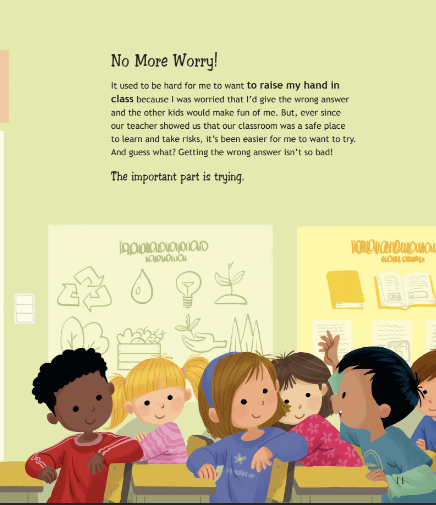 No More Worry!
It used to be hard for me to want to raise my hand in
class because I was worried that I'd give the wrong answer
and the other kids would make fun of me. But, ever since
our teacher showed us that our classroom was a safe place
to learn and take risks, it's been easier for me to want to try.
And guess what? Getting the wrong answer isn't so bad!
The important part is trying.
11